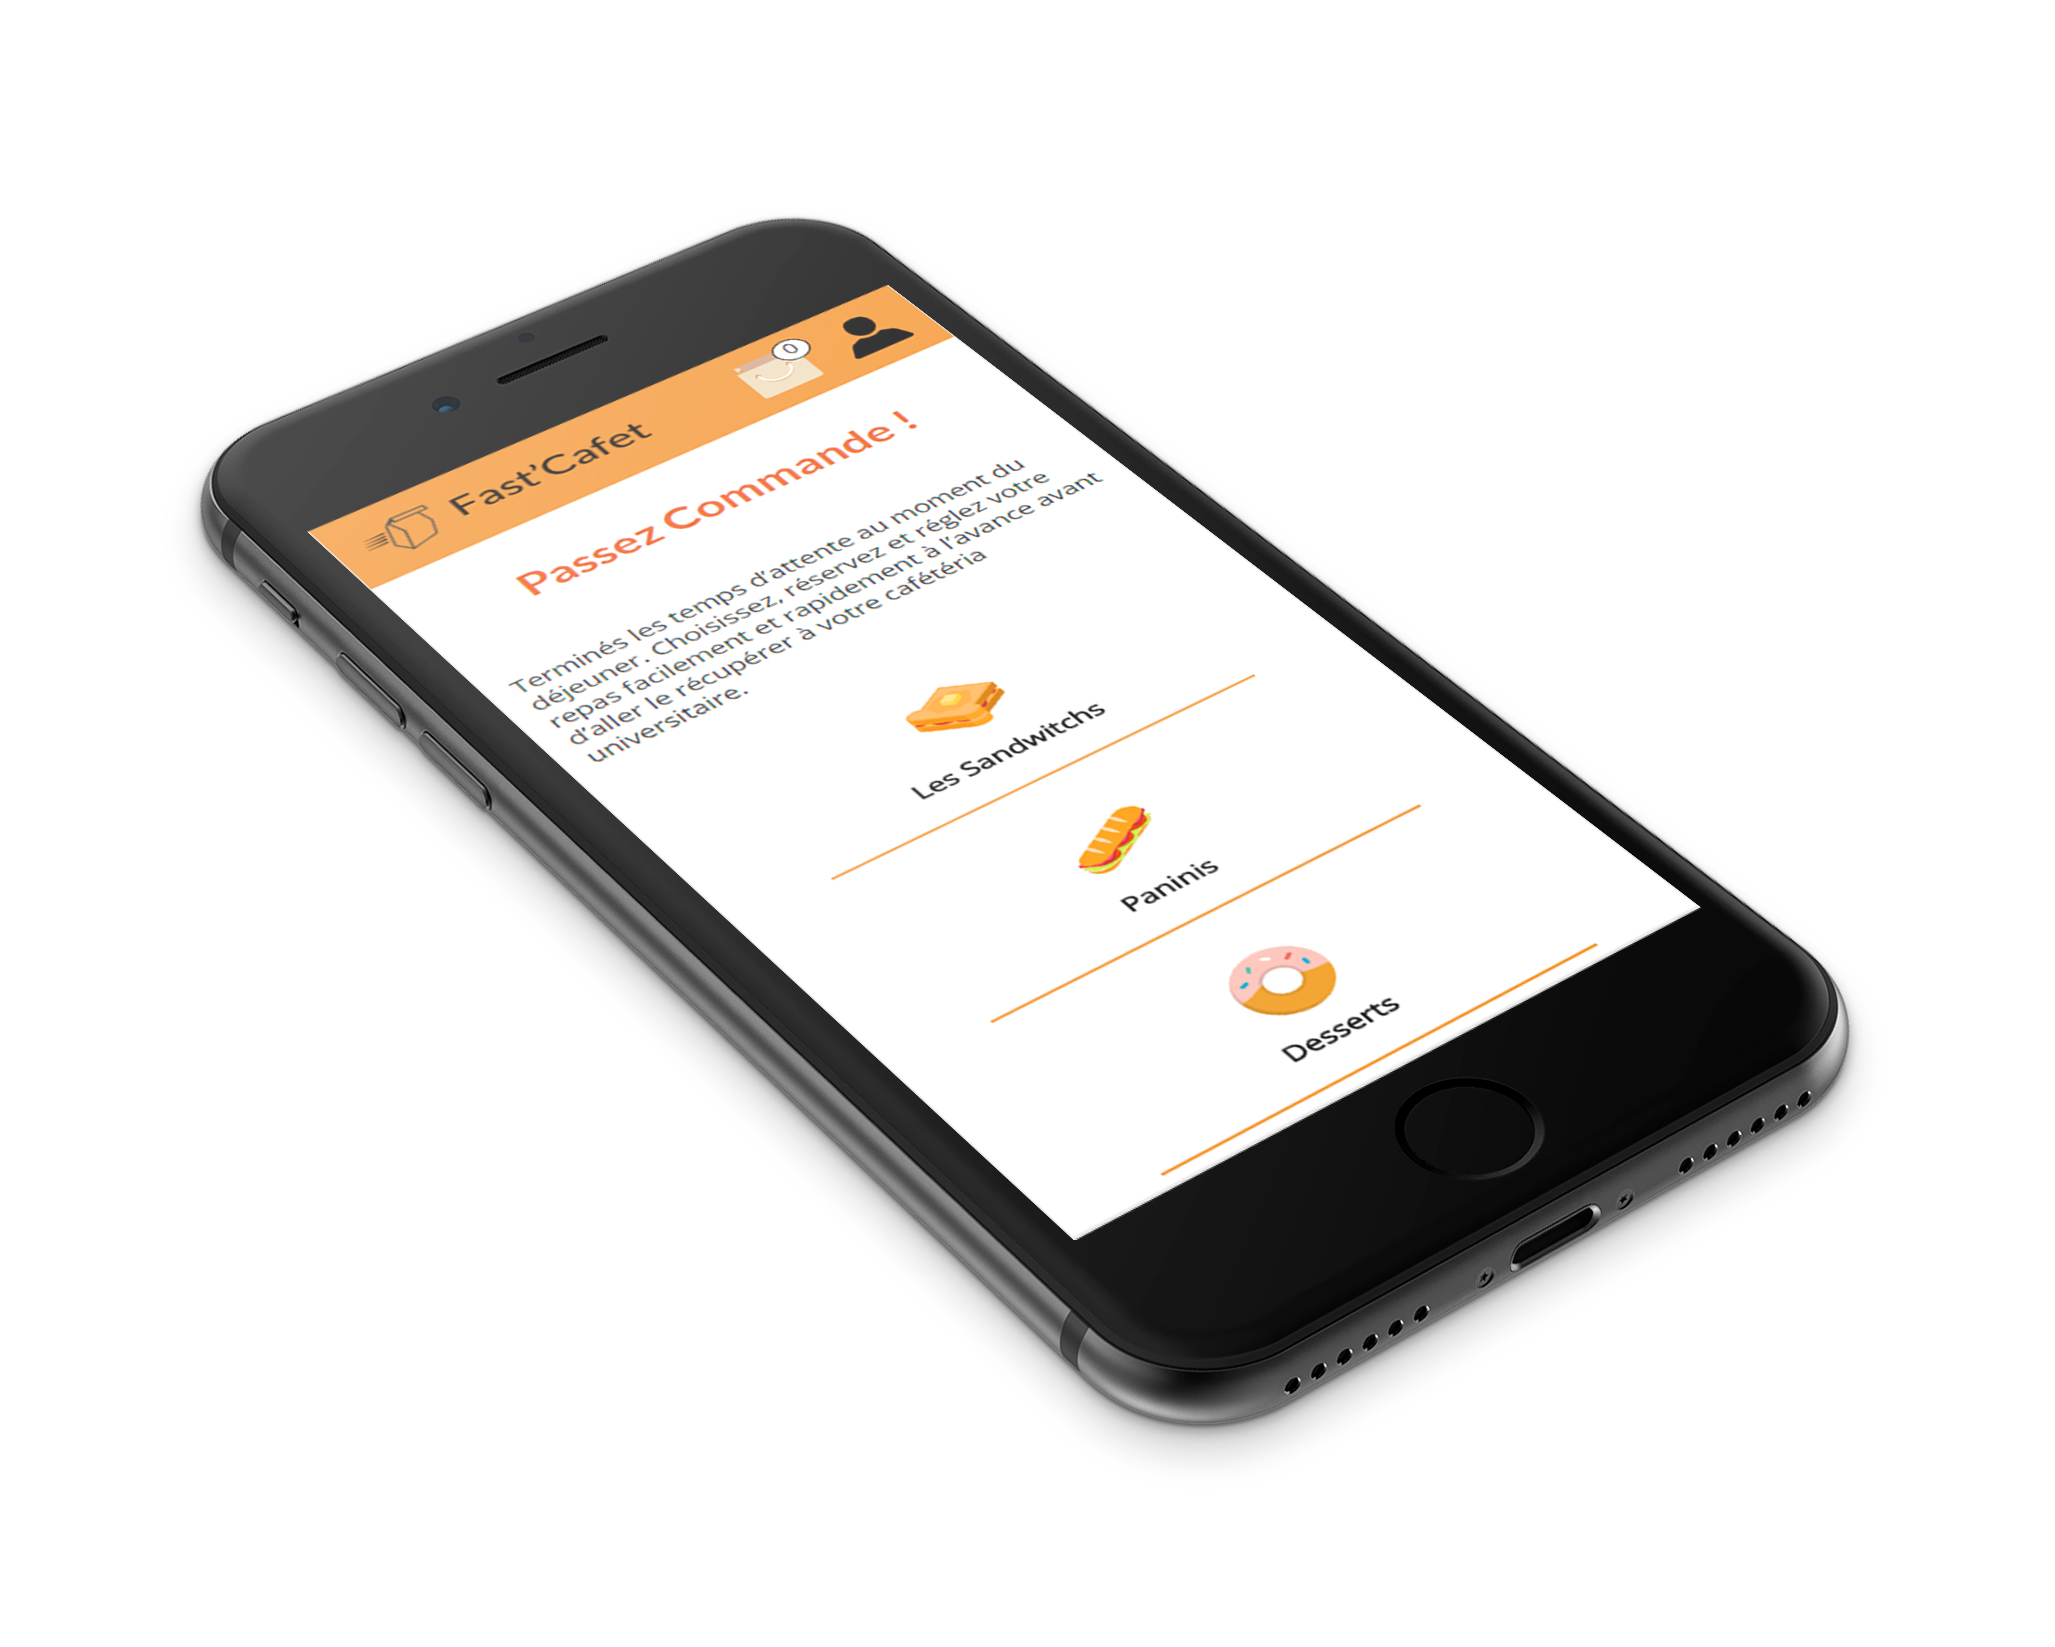 Fast’Cafet
0
Passez Commande !
Terminés les temps d’attente au moment du
déjeuner. Choisissez, réservez et réglez votre
repas facilement et rapidement à l’avance avant
d’aller le récupérer à votre cafétéria
universitaire.
Les Sandwitchs
Paninis
Desserts